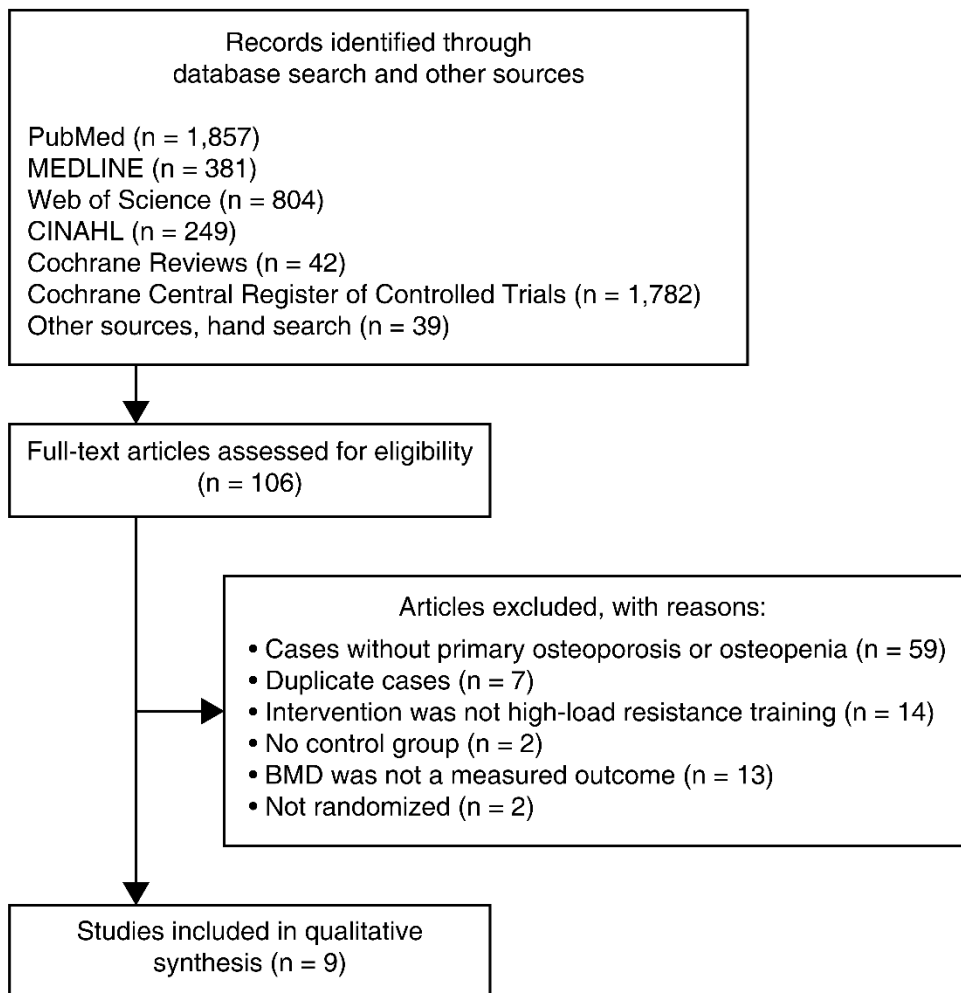 Records identified through
database search and other sources
PubMed (n = 1,857)
MEDLINE (n = 381)
Web of Science (n = 804)
CINAHL (n = 249)
Cochrane Reviews (n = 42)
Cochrane Central Register of Controlled Trials (n = 1,782)
Other sources, hand search (n = 39)
Full-text articles assessed for eligibility
(n = 106)
Articles excluded, with reasons:
• Cases without primary osteoporosis or osteopenia (n = 59)
• Duplicate cases (n = 7)
• Intervention was not high-load resistance training (n = 14)
• No control group (n = 2)
• BMD was not a measured outcome (n = 13)
• Not randomized (n = 2)
Studies included in qualitative
synthesis (n = 9)